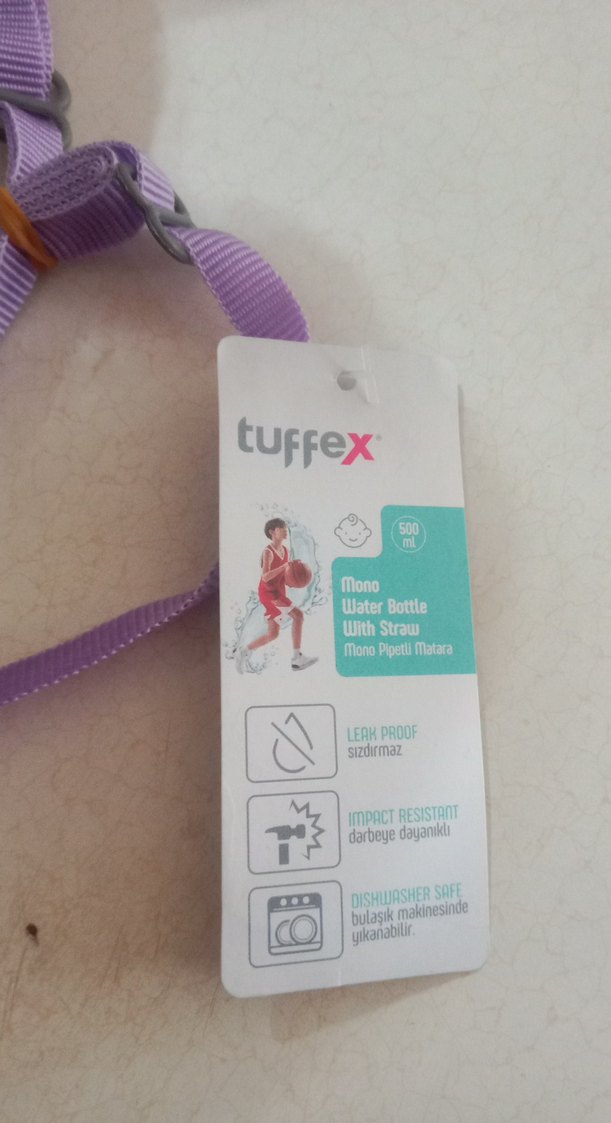 tuffex
500
ml
Mono
Water Bottle
With Straw
Mono Pipetli Matara
LEAK PROOF
sızdırmaz
IMPACT RESISTANT
darbeye dayanıklı
DISHWASHER SAFE
bulaşık makinesinde
yıkanabilir.